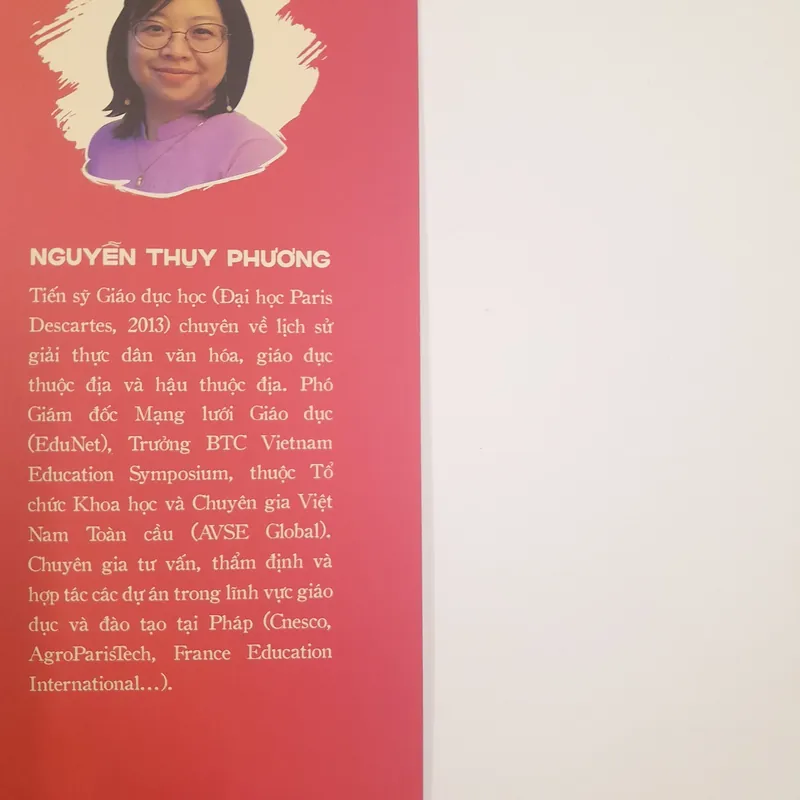 NGUYỄN THỤY PHƯƠNG
Tiến sỹ Giáo dục học (Đại học Paris
Descartes, 2013) chuyên về lịch sử
giải thực dân văn hóa, giáo dục
thuộc địa và hậu thuộc địa. Phó
Giám đốc Mạng lưới Giáo dục
(EduNet), Trưởng BTC Vietnam
Education Symposium, thuộc Tổ
chức Khoa học và Chuyên gia Việt
Nam Toàn cầu (AVSE Global).
Chuyên gia tư vấn, thẩm định và
hợp tác các dự án trong lĩnh vực giáo
dục và đào tạo tại Pháp (Cnesco,
AgroParisTech, France Education
International...).